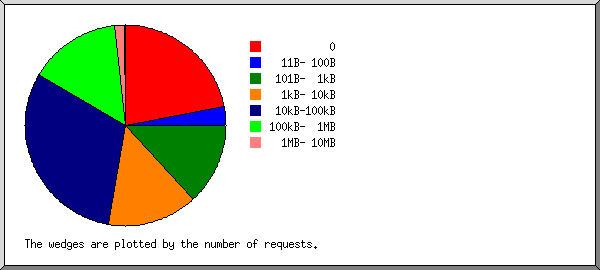 0
11B- 100B
101B- 1kB
1kB- 10kB
10kB-100kB
100kB- 1MB
1MB- 10MB
The wedges are plotted by the number of requests.